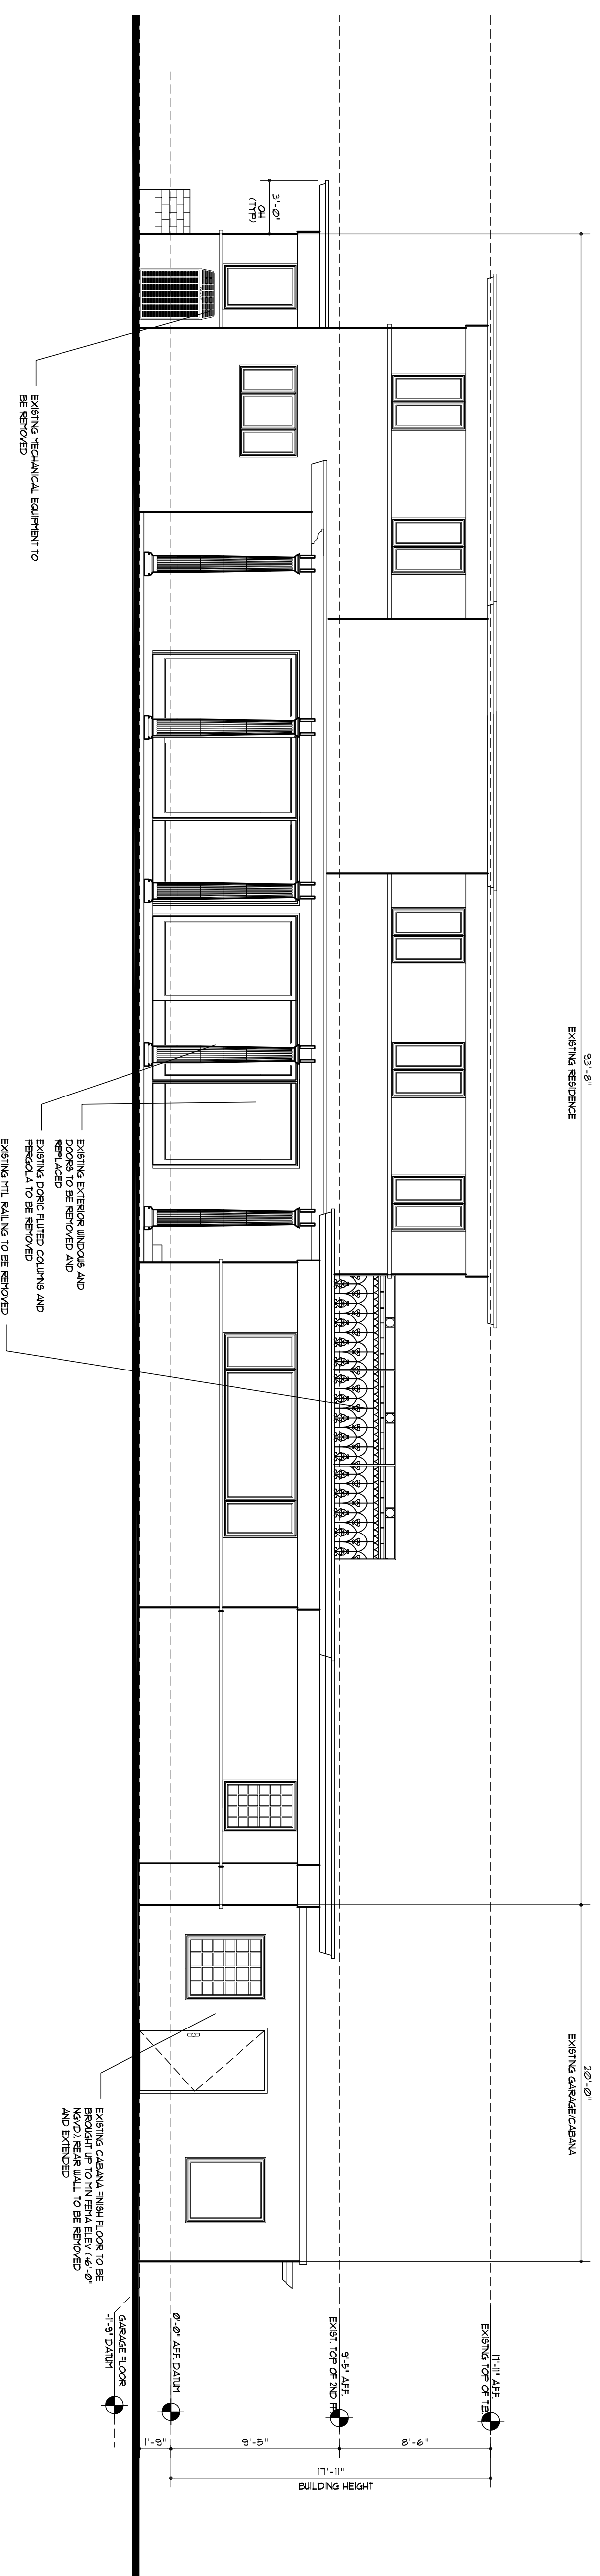 93'-8"
EXISTING RESIDENCE
20'-0"
EXISTING GARAGE/CABANA
3'-0"
OH
(TYP)
17'-11" AFF.
EXISTING TOP OF T.B.
9'-5" AFF.
EXIST. TOP OF 2ND FF
0'-0" AFF. DATUM
GARAGE FLOOR
-1'-9" DATUM
8'-6"
9'-5"
1'-9"
17'-11"
BUILDING HEIGHT
EXISTING MECHANICAL EQUIPMENT TO
BE REMOVED
EXISTING EXTERIOR WINDOWS AND
DOORS TO BE REMOVED AND
REPLACED
EXISTING DORIC FLUTED COLUMNS AND
PERGOLA TO BE REMOVED
EXISTING MTL RAILING TO BE REMOVED
EXISTING CABANA FINISH FLOOR TO BE
BROUGHT UP TO MIN FEMA ELEV (+6'-0"
NGVD). REAR WALL TO BE REMOVED
AND EXTENDED